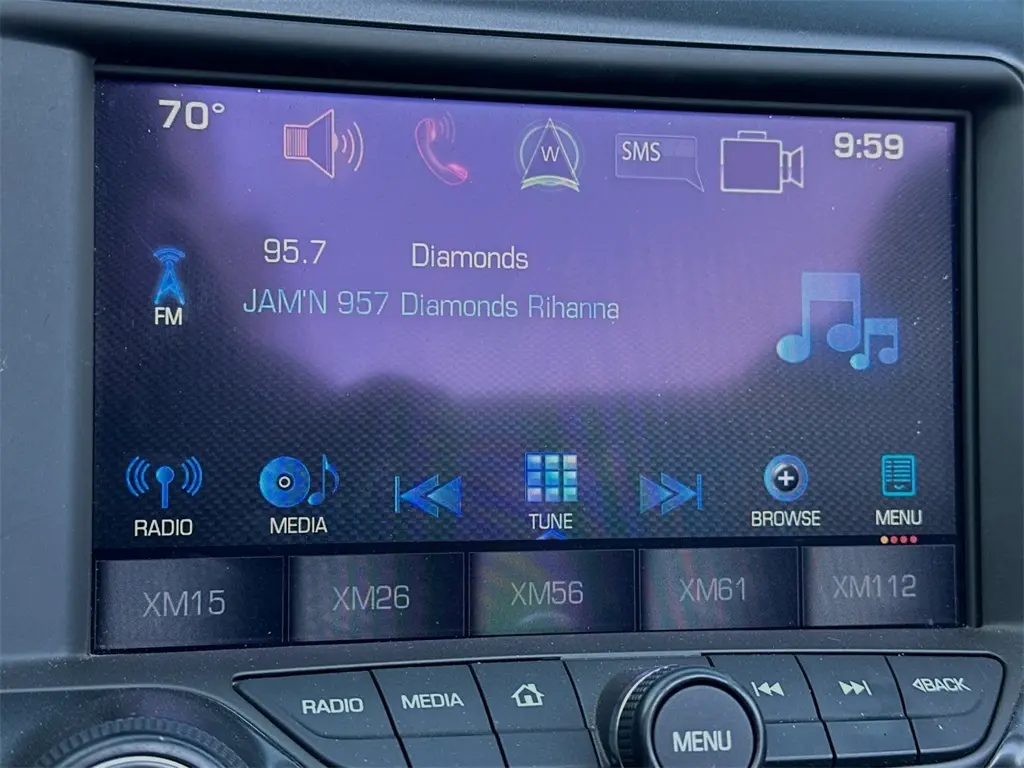 70°
W
SMS
9:59
95.7 Diamonds
FM
JAM'N 957 Diamonds Rihanna
RADIO
MEDIA
TUNE
BROWSE
MENU
XM15
XM26
XM56
XM61
XM112
RADIO
MEDIA
BACK
MENU